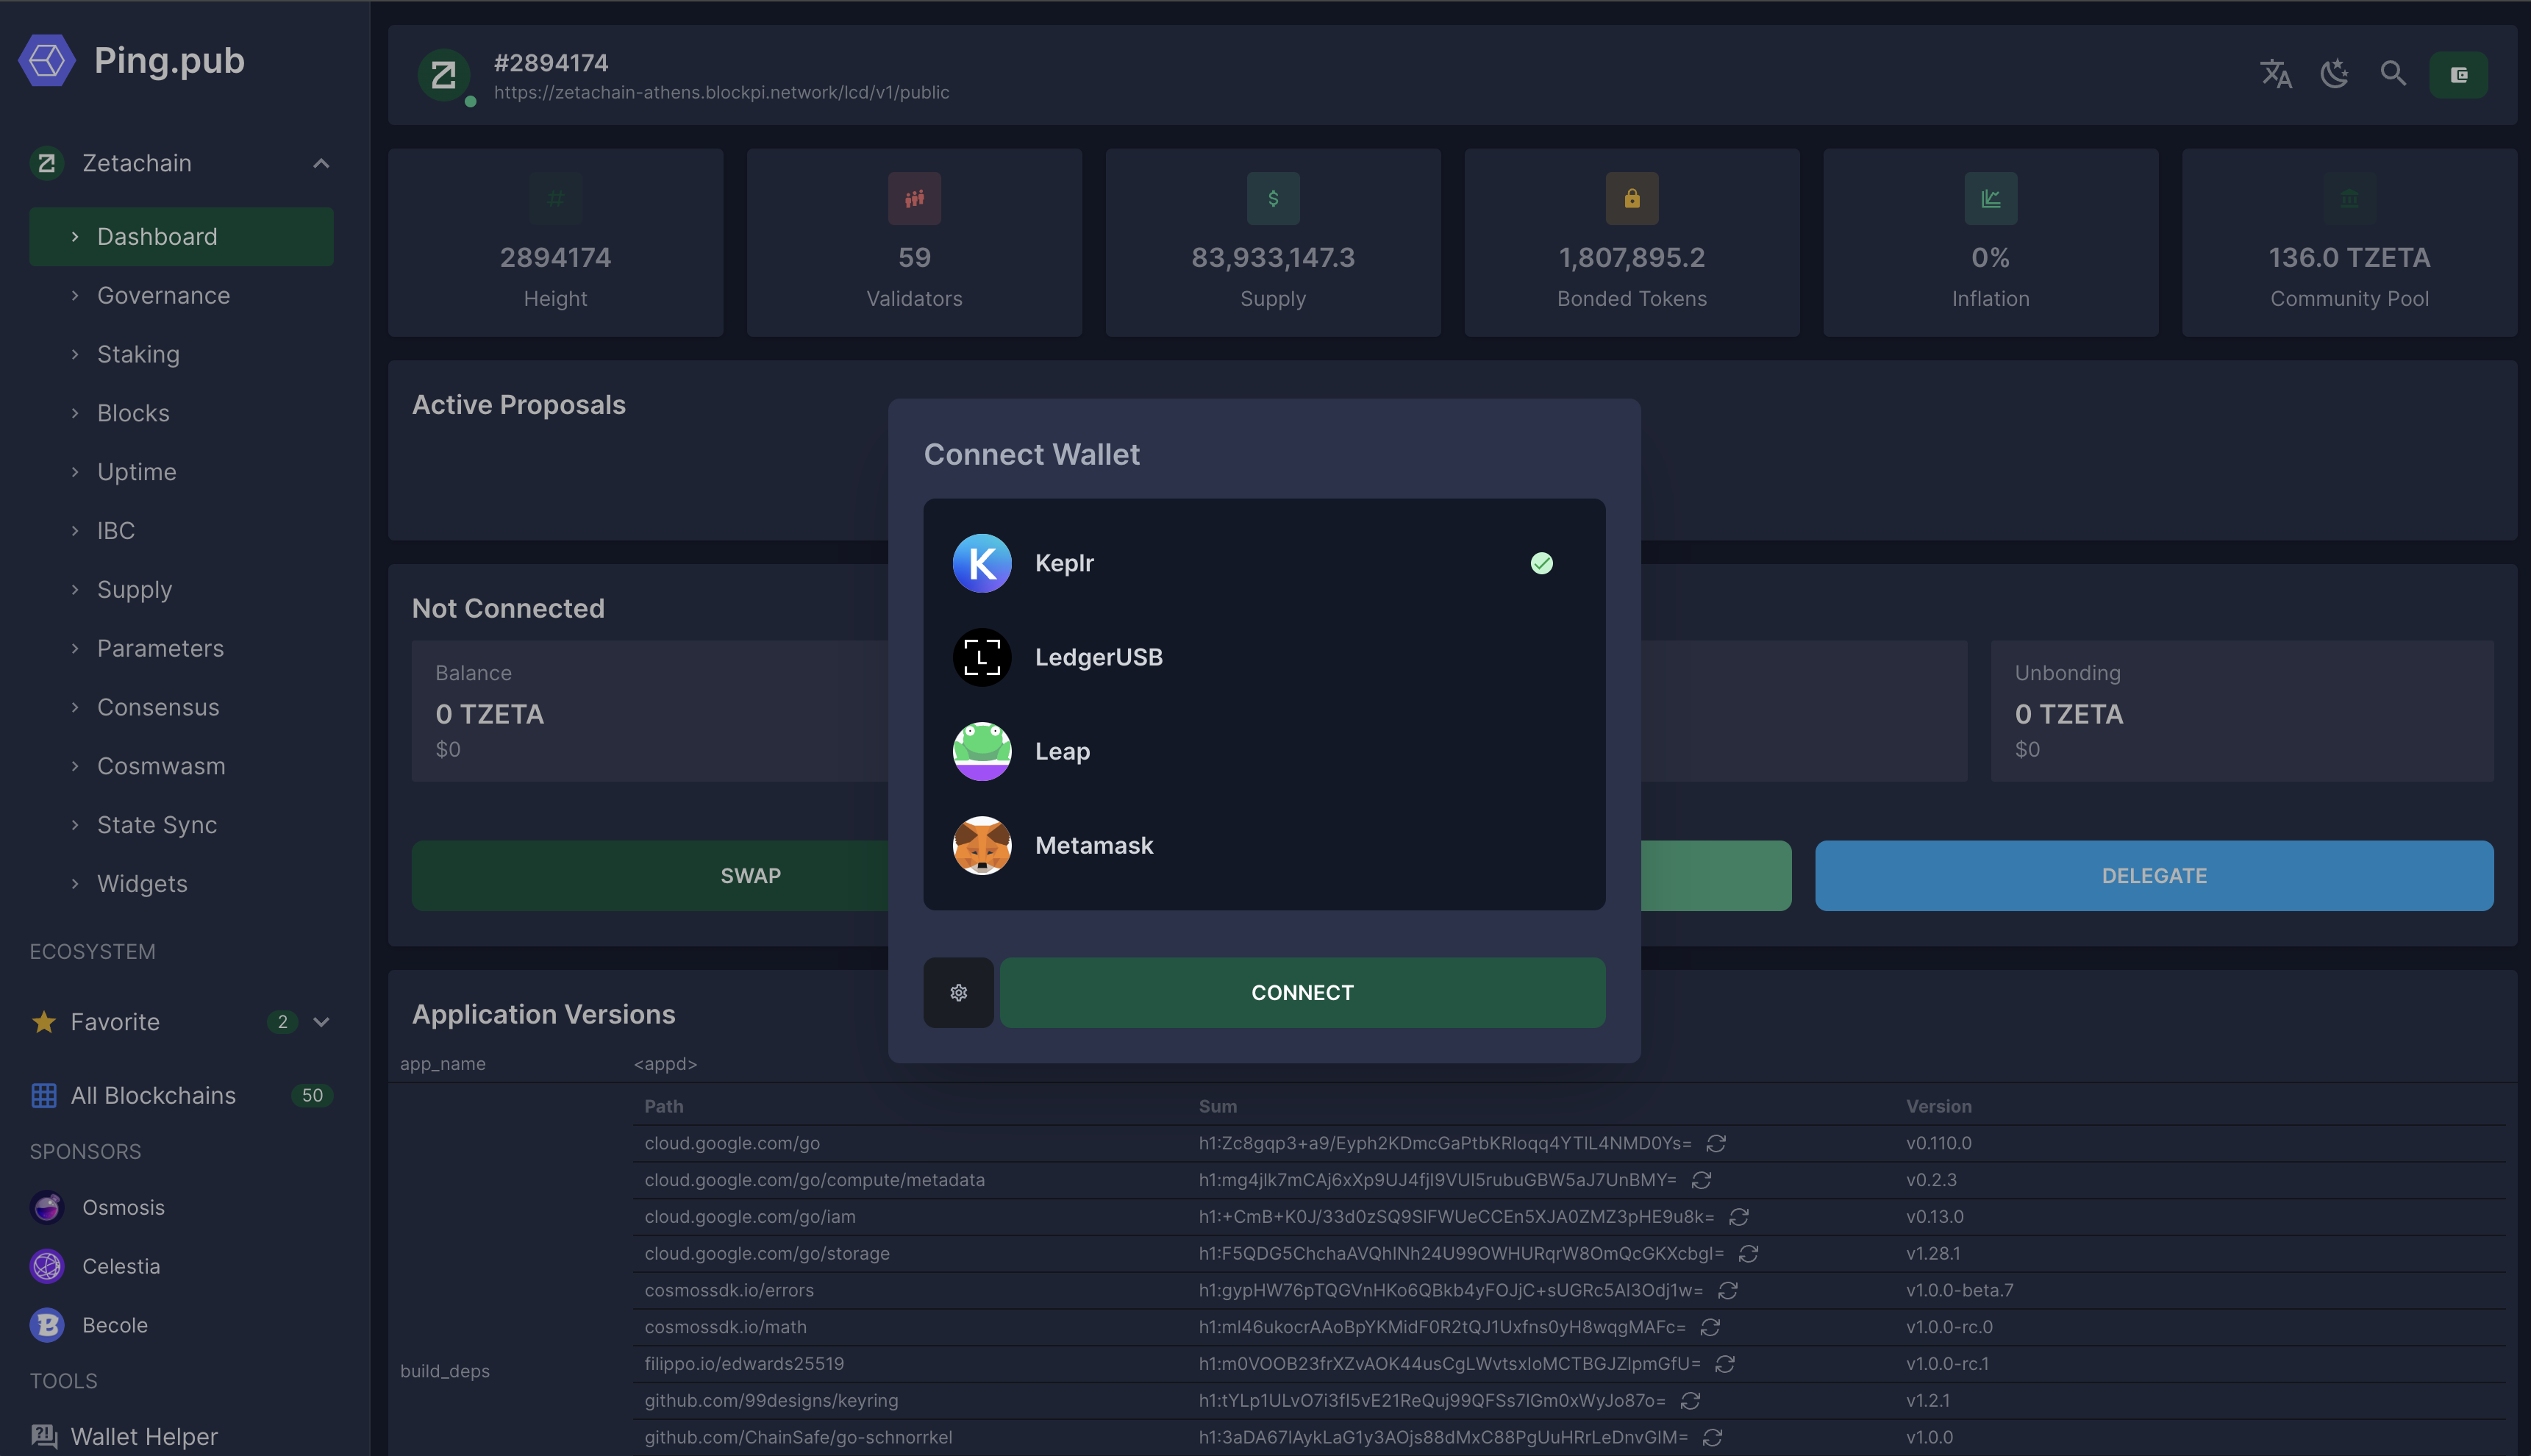 Ping.pub
Zetachain
Dashboard
Governance
Staking
Blocks
Uptime
IBC
Supply
Parameters
Consensus
Cosmwasm
State Sync
Widgets
ECOSYSTEM
Favorite 2
All Blockchains 50
SPONSORS
Osmosis
Celestia
Becole
TOOLS
Wallet Helper
#2894174
https://zetachain-athens.blockpi.network/lcd/v1/public
2894174
Height
59
Validators
83,933,147.3
Supply
1,807,895.2
Bonded Tokens
0%
Inflation
136.0 TZETA
Community Pool
Active Proposals
Not Connected
Balance
0 TZETA
$0
Unbonding
0 TZETA
$0
SWAP
DELEGATE
Connect Wallet
Keplr
LedgerUSB
Leap
Metamask
CONNECT
Application Versions
app_name <appd>
build_deps
Path Sum Version
cloud.google.com/go h1:Zc8gqp3+a9/Eyph2KDmcGaPtbKRIoqq4YTlL4NMD0Ys= v0.110.0
cloud.google.com/go/compute/metadata h1:mg4jlk7mCAj6xXp9UJ4fjI9VUI5rubuGBW5aJ7UnBMY= v0.2.3
cloud.google.com/go/iam h1:+CmB+K0J/33d0zSQ9SlFWUeCCEn5XJA0ZMZ3pHE9u8k= v0.13.0
cloud.google.com/go/storage h1:F5QDG5ChchaAVQhINh24U99OWHURqrW8OmQcGKXcbgI= v1.28.1
cosmossdk.io/errors h1:gypHW76pTQGVnHKo6QBkb4yFOJjC+sUGRc5Al3Odj1w= v1.0.0-beta.7
cosmossdk.io/math h1:ml46ukocrAAoBpYKMidF0R2tQJ1Uxfns0yH8wqgMAFc= v1.0.0-rc.0
filippo.io/edwards25519 h1:m0VOOB23frXZvAOK44usCgLWvtsxIoMCTBGJZlpmGfU= v1.0.0-rc.1
github.com/99designs/keyring h1:tYLp1ULvO7i3fI5vE21ReQuj99QFSs7lGm0xWyJo87o= v1.2.1
github.com/ChainSafe/go-schnorrkel h1:3aDA67lAykLaG1y3AOjs88dMxC88PgUuHRrLeDnvGIM= v1.0.0